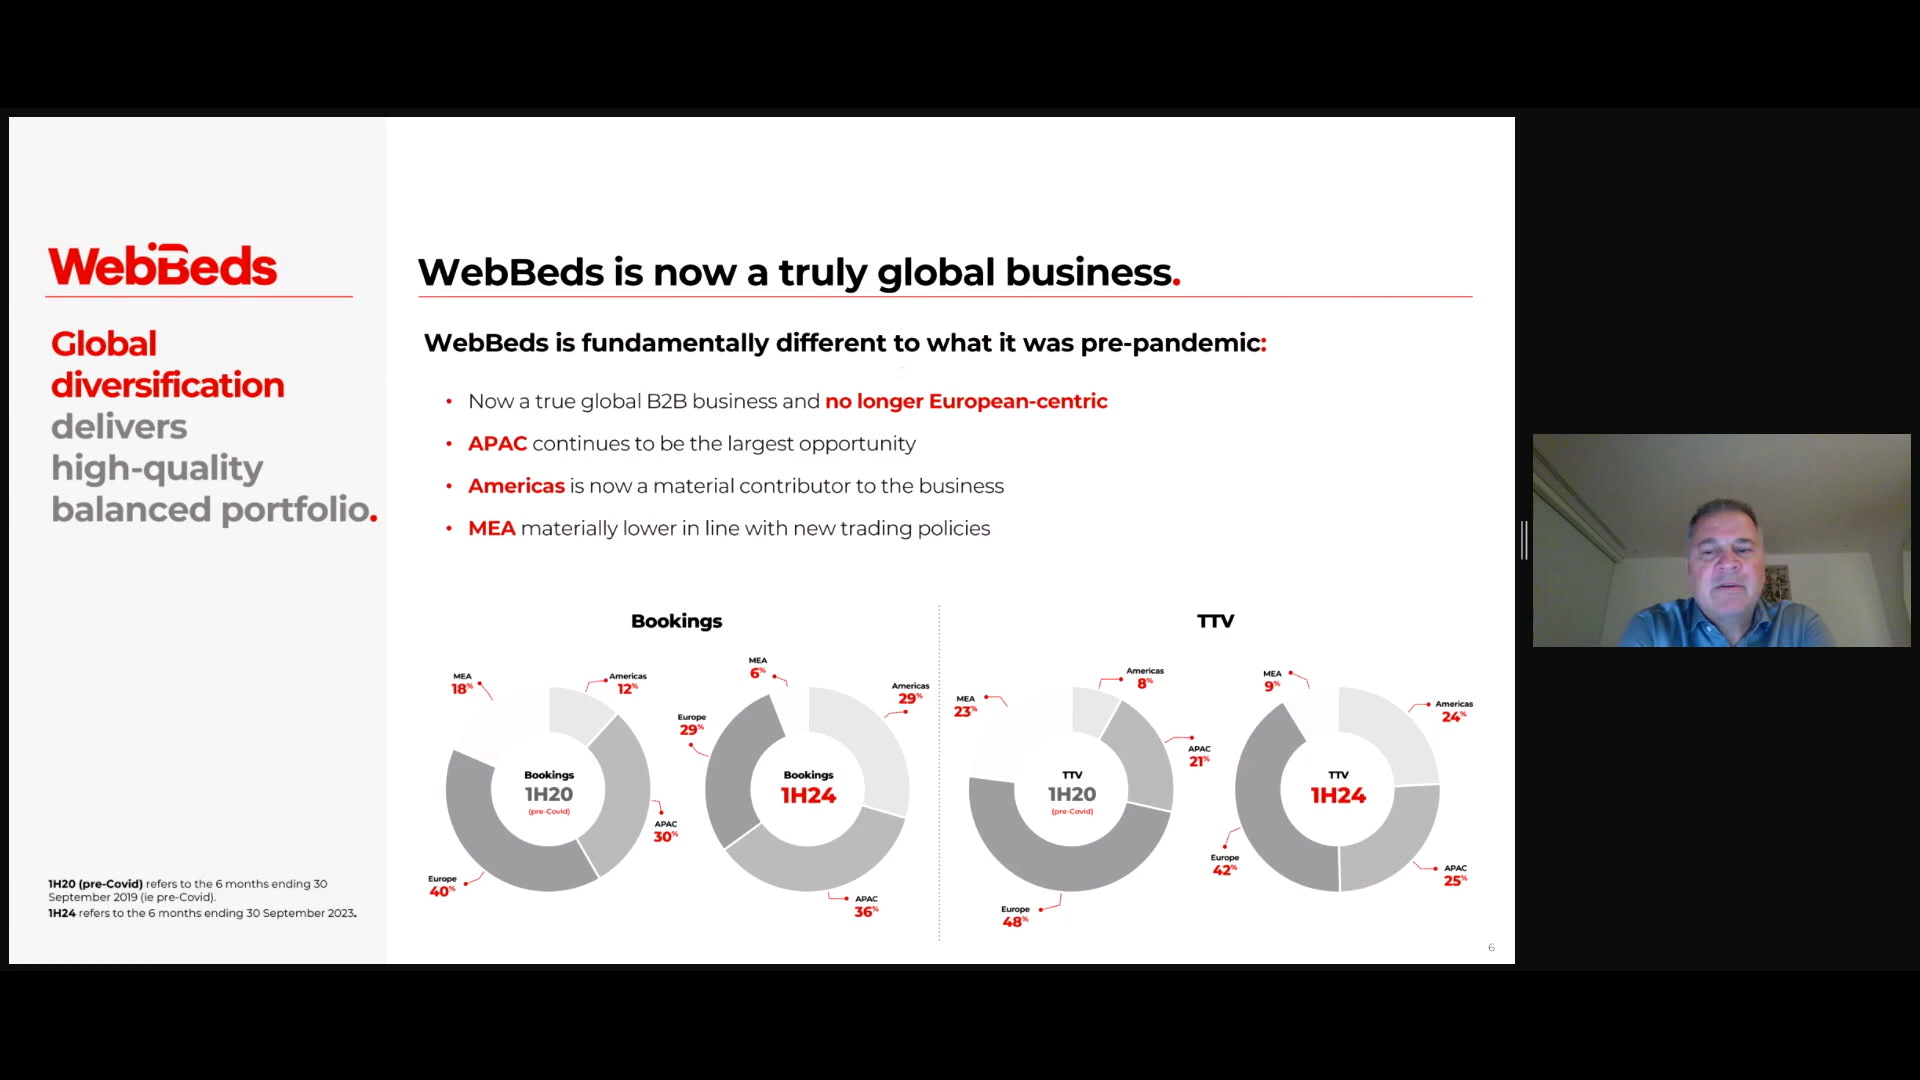 WebBeds
Global
diversification
delivers
high-quality
balanced portfolio.
1H20 (pre-Covid) refers to the 6 months ending 30
September 2019 (ie pre-Covid).
1H24 refers to the 6 months ending 30 September 2023.
WebBeds is now a truly global business.
WebBeds is fundamentally different to what it was pre-pandemic:
• Now a true global B2B business and no longer European-centric
• APAC continues to be the largest opportunity
• Americas is now a material contributor to the business
• MEA materially lower in line with new trading policies
Bookings
MEA
18%
Americas
12%
APAC
30%
Europe
40%
Bookings
1H20
(pre-Covid)
MEA
6%
Americas
29%
Europe
29%
APAC
36%
Bookings
1H24
TTV
MEA
23%
Americas
8%
APAC
21%
Europe
48%
TTV
1H20
(pre-Covid)
MEA
9%
Americas
24%
Europe
42%
APAC
25%
TTV
1H24
6